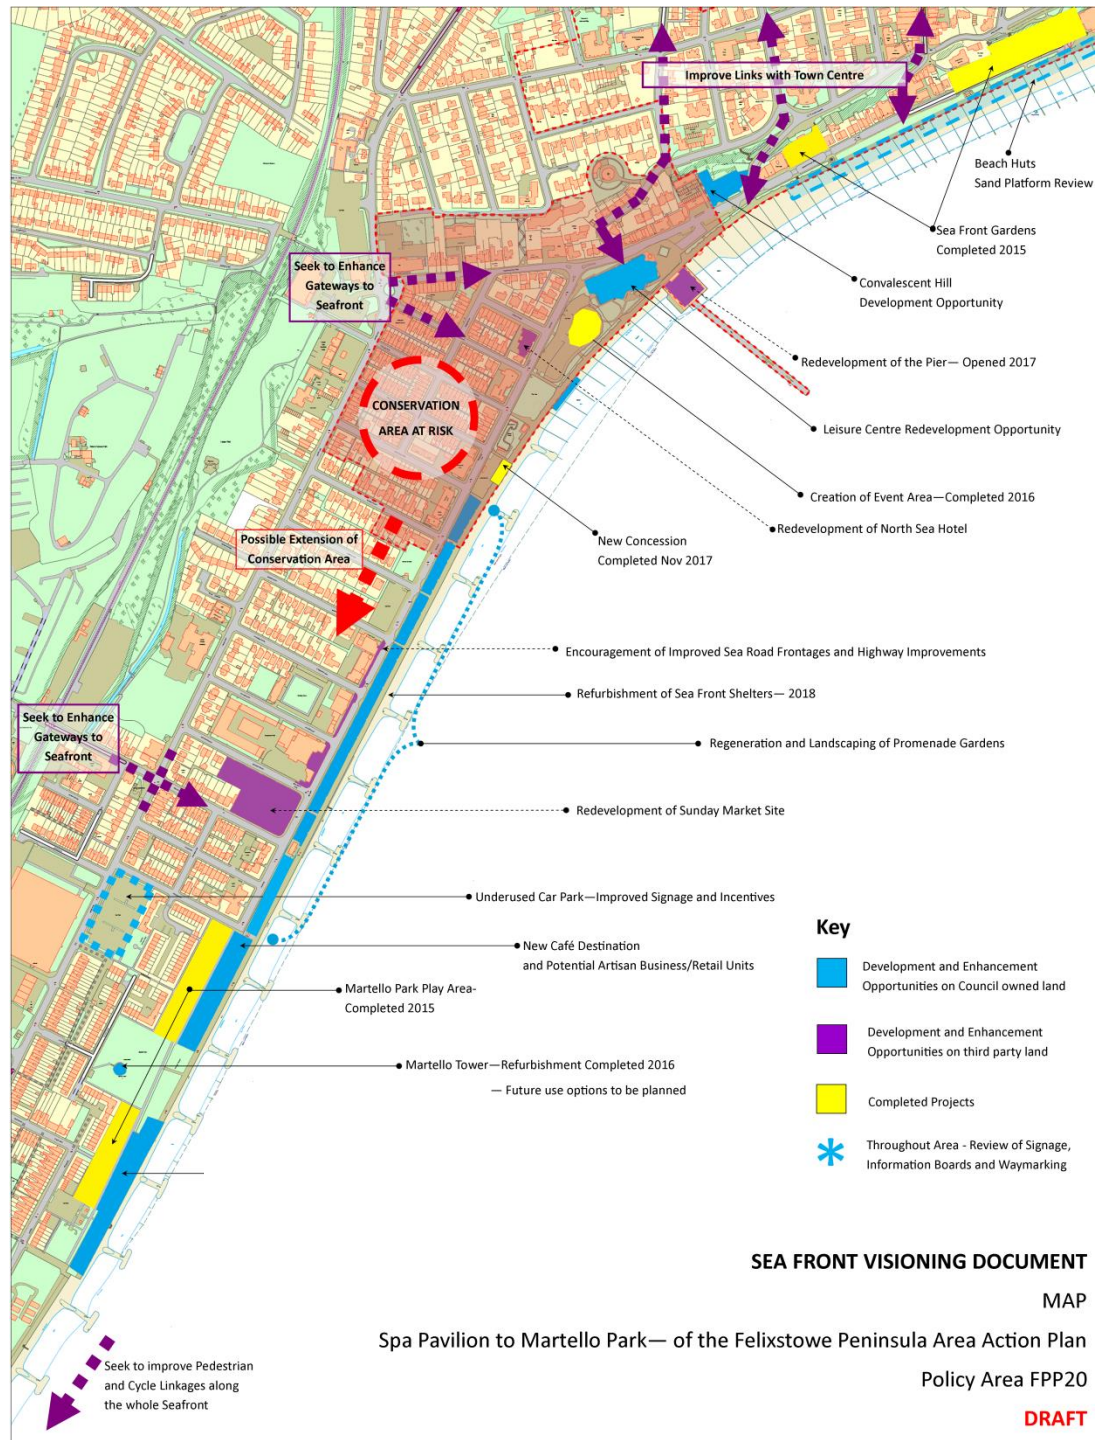 Improve Links with Town Centre
Beach Huts
Sand Platform Review
Sea Front Gardens
Completed 2015
Seek to Enhance
Gateways to
Seafront
Convalescent Hill
Development Opportunity
Redevelopment of the Pier— Opened 2017
CONSERVATION
AREA AT RISK
Leisure Centre Redevelopment Opportunity
Creation of Event Area—Completed 2016
Redevelopment of North Sea Hotel
New Concession
Completed Nov 2017
Possible Extension of
Conservation Area
Encouragement of Improved Sea Road Frontages and Highway Improvements
Refurbishment of Sea Front Shelters— 2018
Seek to Enhance
Gateways to
Seafront
Regeneration and Landscaping of Promenade Gardens
Redevelopment of Sunday Market Site
Underused Car Park—Improved Signage and Incentives
New Café Destination
and Potential Artisan Business/Retail Units
Martello Park Play Area-
Completed 2015
Martello Tower—Refurbishment Completed 2016
— Future use options to be planned
Key
Development and Enhancement
Opportunities on Council owned land
Development and Enhancement
Opportunities on third party land
Completed Projects
Throughout Area - Review of Signage,
Information Boards and Waymarking
SEA FRONT VISIONING DOCUMENT
MAP
Spa Pavilion to Martello Park— of the Felixstowe Peninsula Area Action Plan
Policy Area FPP20
DRAFT
Seek to improve Pedestrian
and Cycle Linkages along
the whole Seafront